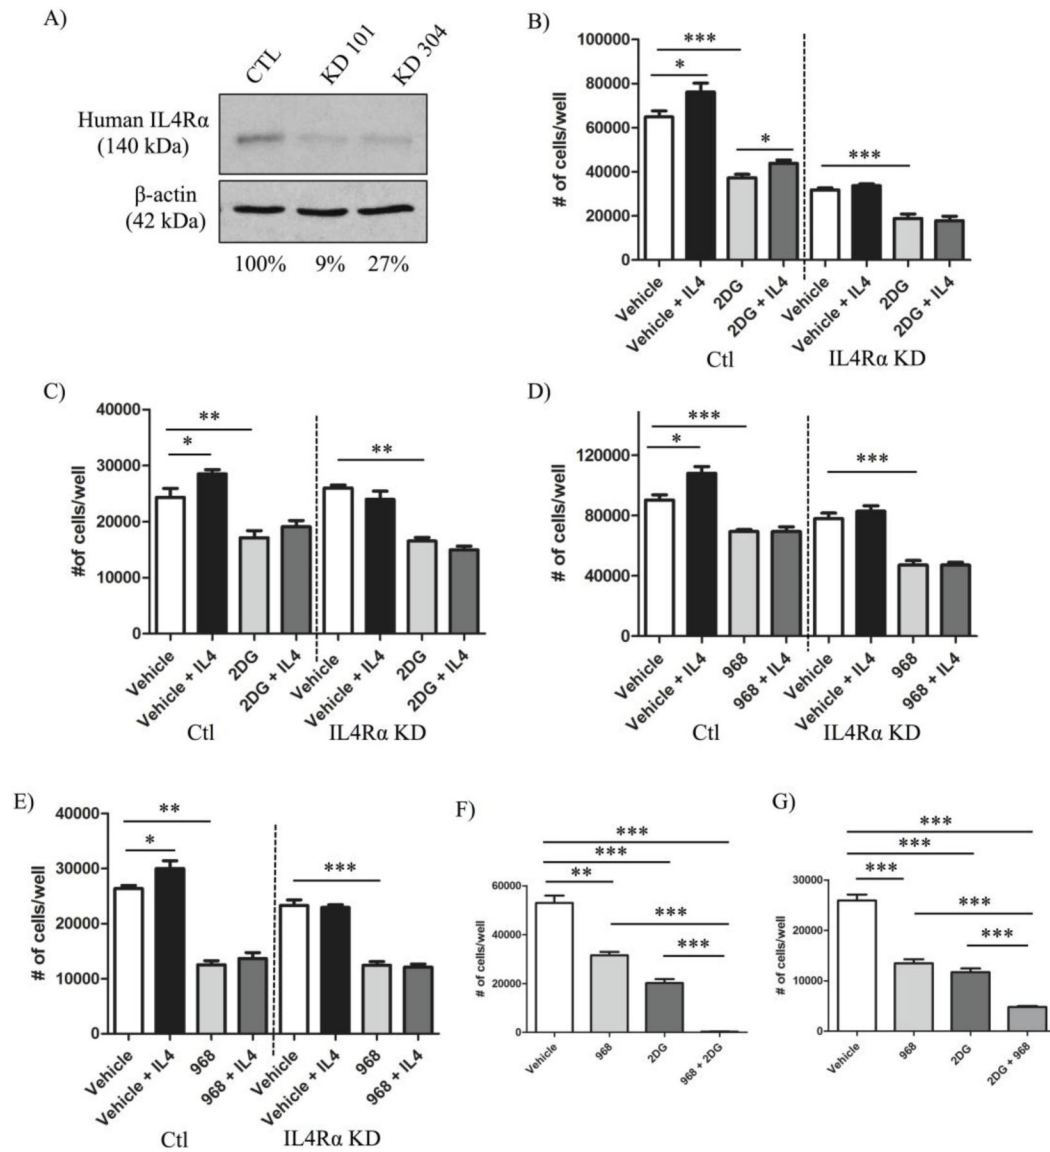 A)
CTL
KD 101
KD 304
Human IL4Rα
(140 kDa)
β-actin
(42 kDa)
100% 9% 27%
B)
100000
80000
60000
40000
20000
0
# of cells/well
***
*
*
***
Vehicle
Vehicle + IL4
2DG
2DG + IL4
Vehicle
Vehicle + IL4
2DG
2DG + IL4
Ctl
IL4Rα KD
C)
40000
30000
20000
10000
0
#of cells/well
**
*
**
Vehicle
Vehicle + IL4
2DG
2DG + IL4
Vehicle
Vehicle + IL4
2DG
2DG + IL4
Ctl
IL4Rα KD
D)
120000
80000
40000
0
# of cells/well
***
*
***
Vehicle
Vehicle + IL4
968
968 + IL4
Vehicle
Vehicle + IL4
968
968 + IL4
Ctl
IL4Rα KD
E)
40000
30000
20000
10000
0
# of cells/well
**
*
***
Vehicle
Vehicle + IL4
968
968 + IL4
Vehicle
Vehicle + IL4
968
968 + IL4
Ctl
IL4Rα KD
F)
60000
40000
20000
0
# of cells/well
***
***
**
***
***
Vehicle
968
2DG
968 + 2DG
G)
30000
20000
10000
0
# of cells/well
***
***
***
***
***
Vehicle
968
2DG
2DG + 968